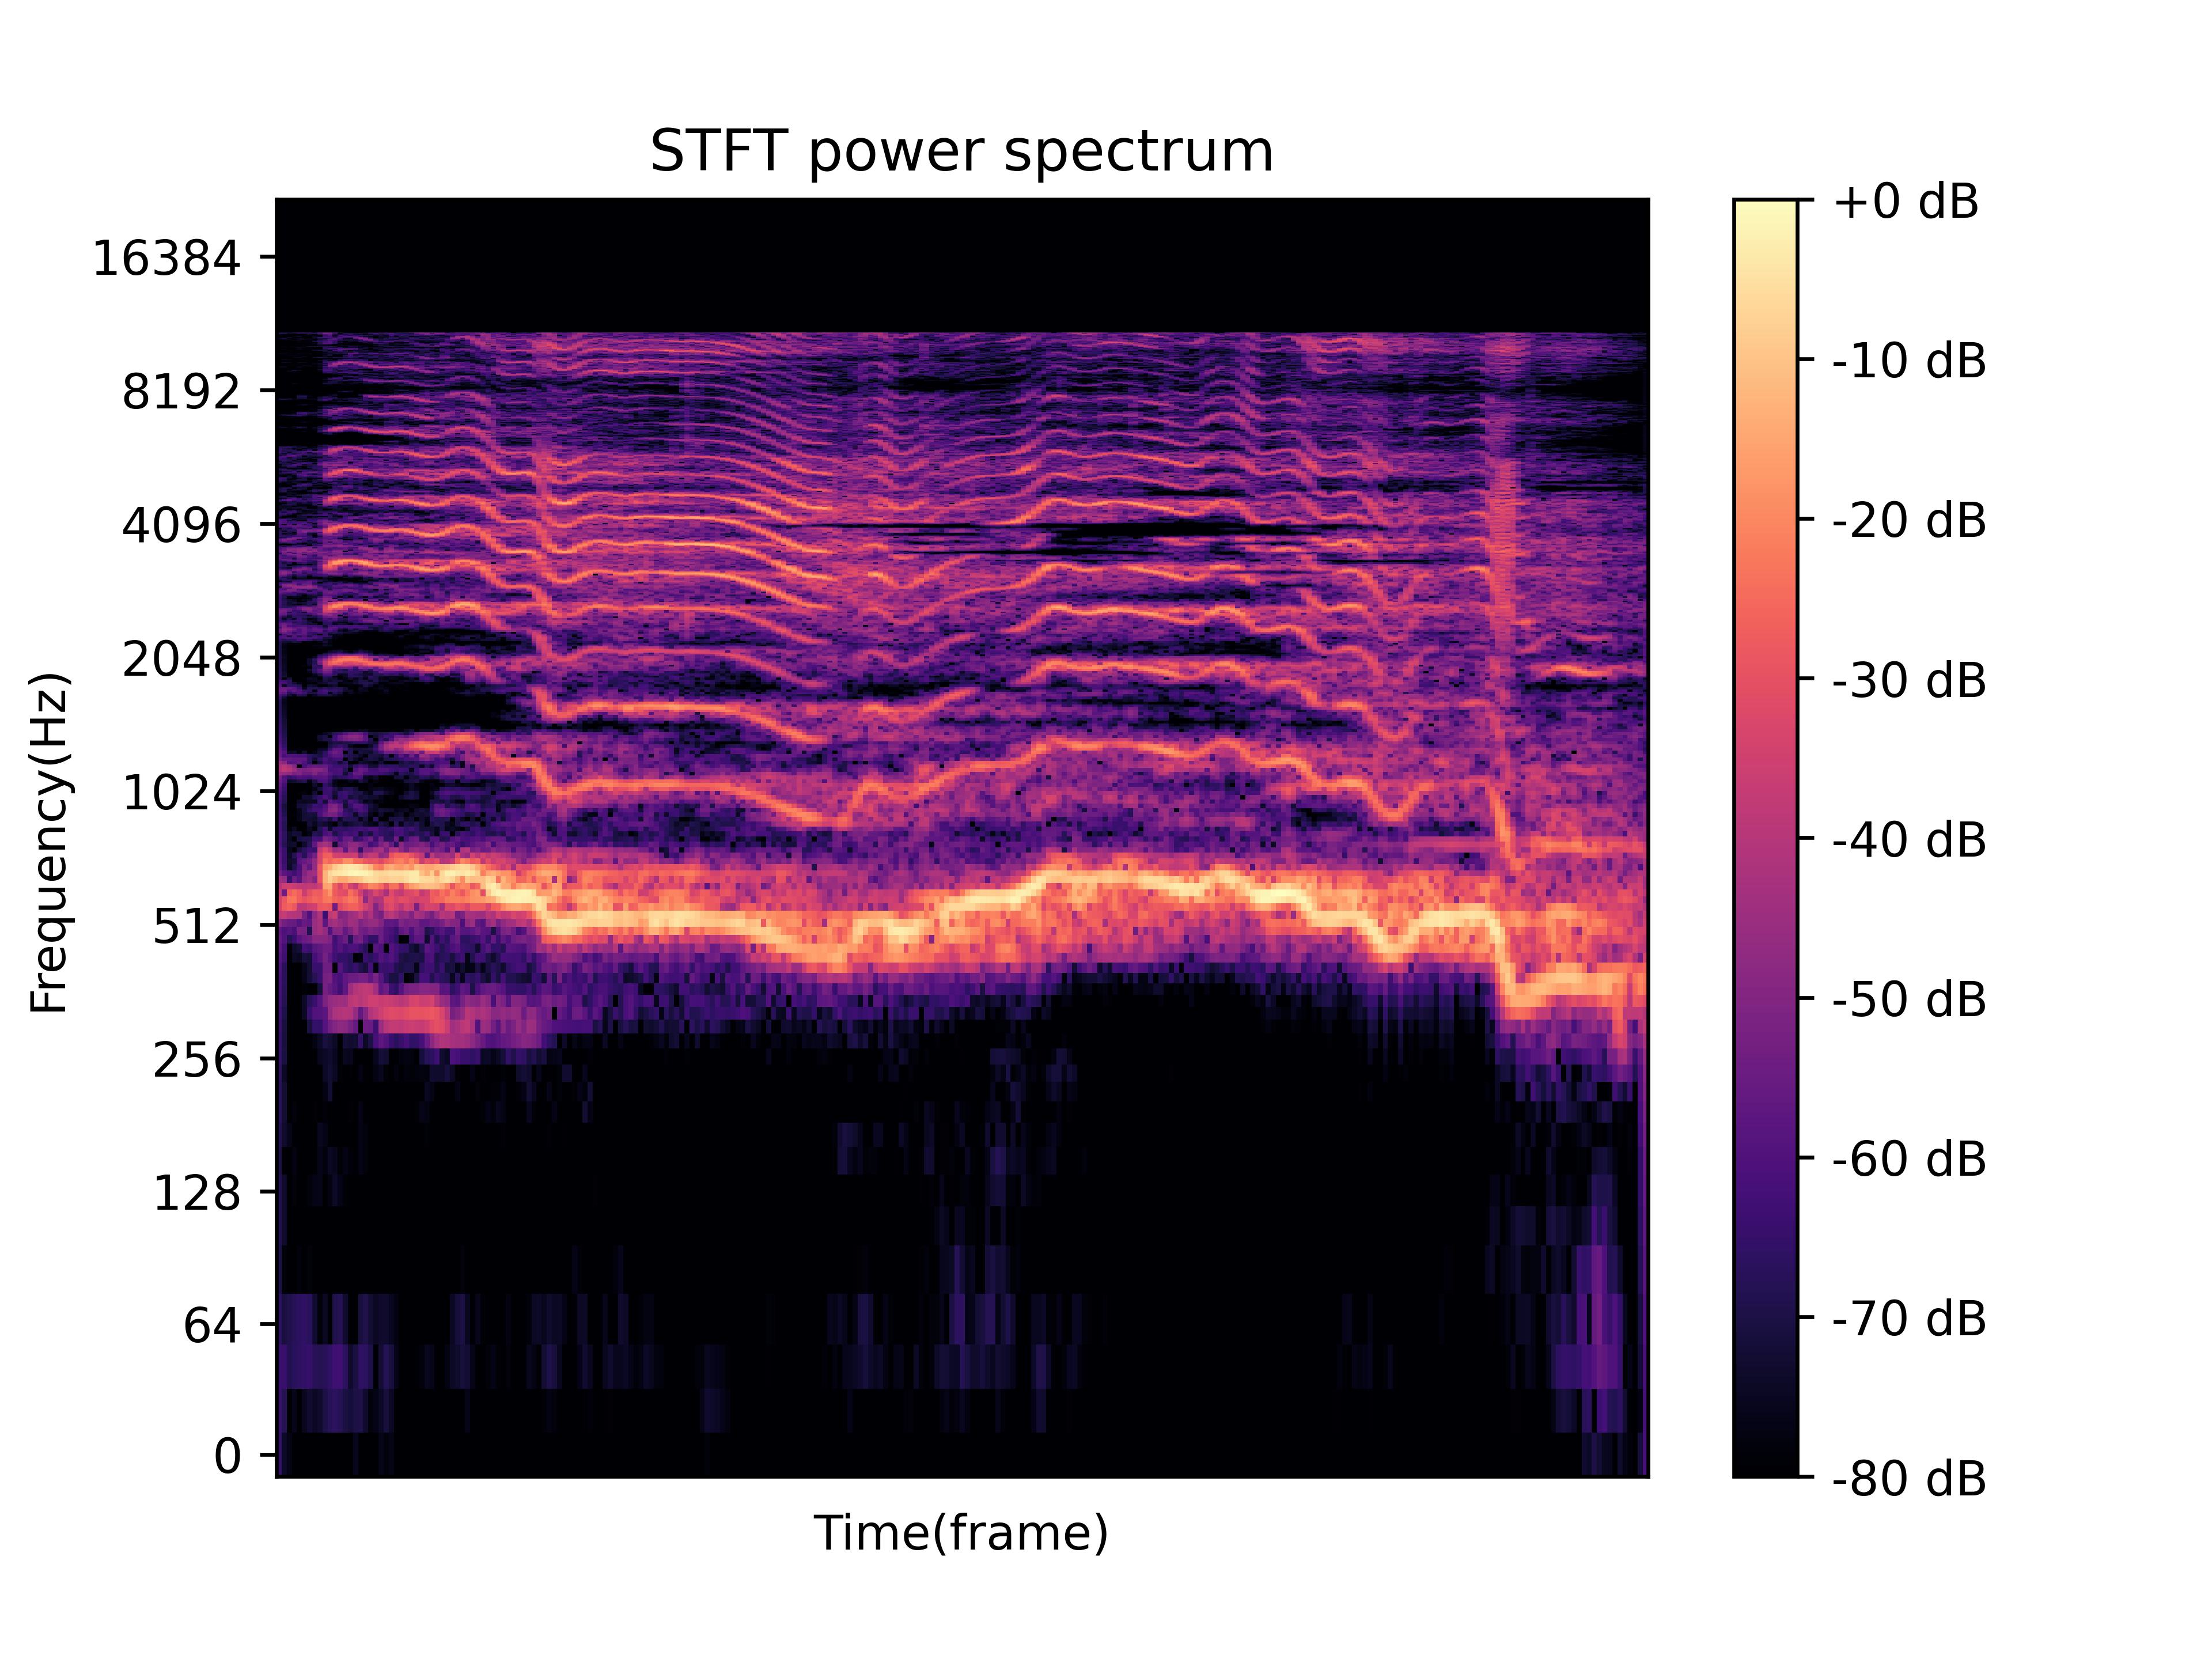 STFT power spectrum
Frequency(Hz)
16384
8192
4096
2048
1024
512
256
128
64
0
Time(frame)
+0 dB
-10 dB
-20 dB
-30 dB
-40 dB
-50 dB
-60 dB
-70 dB
-80 dB